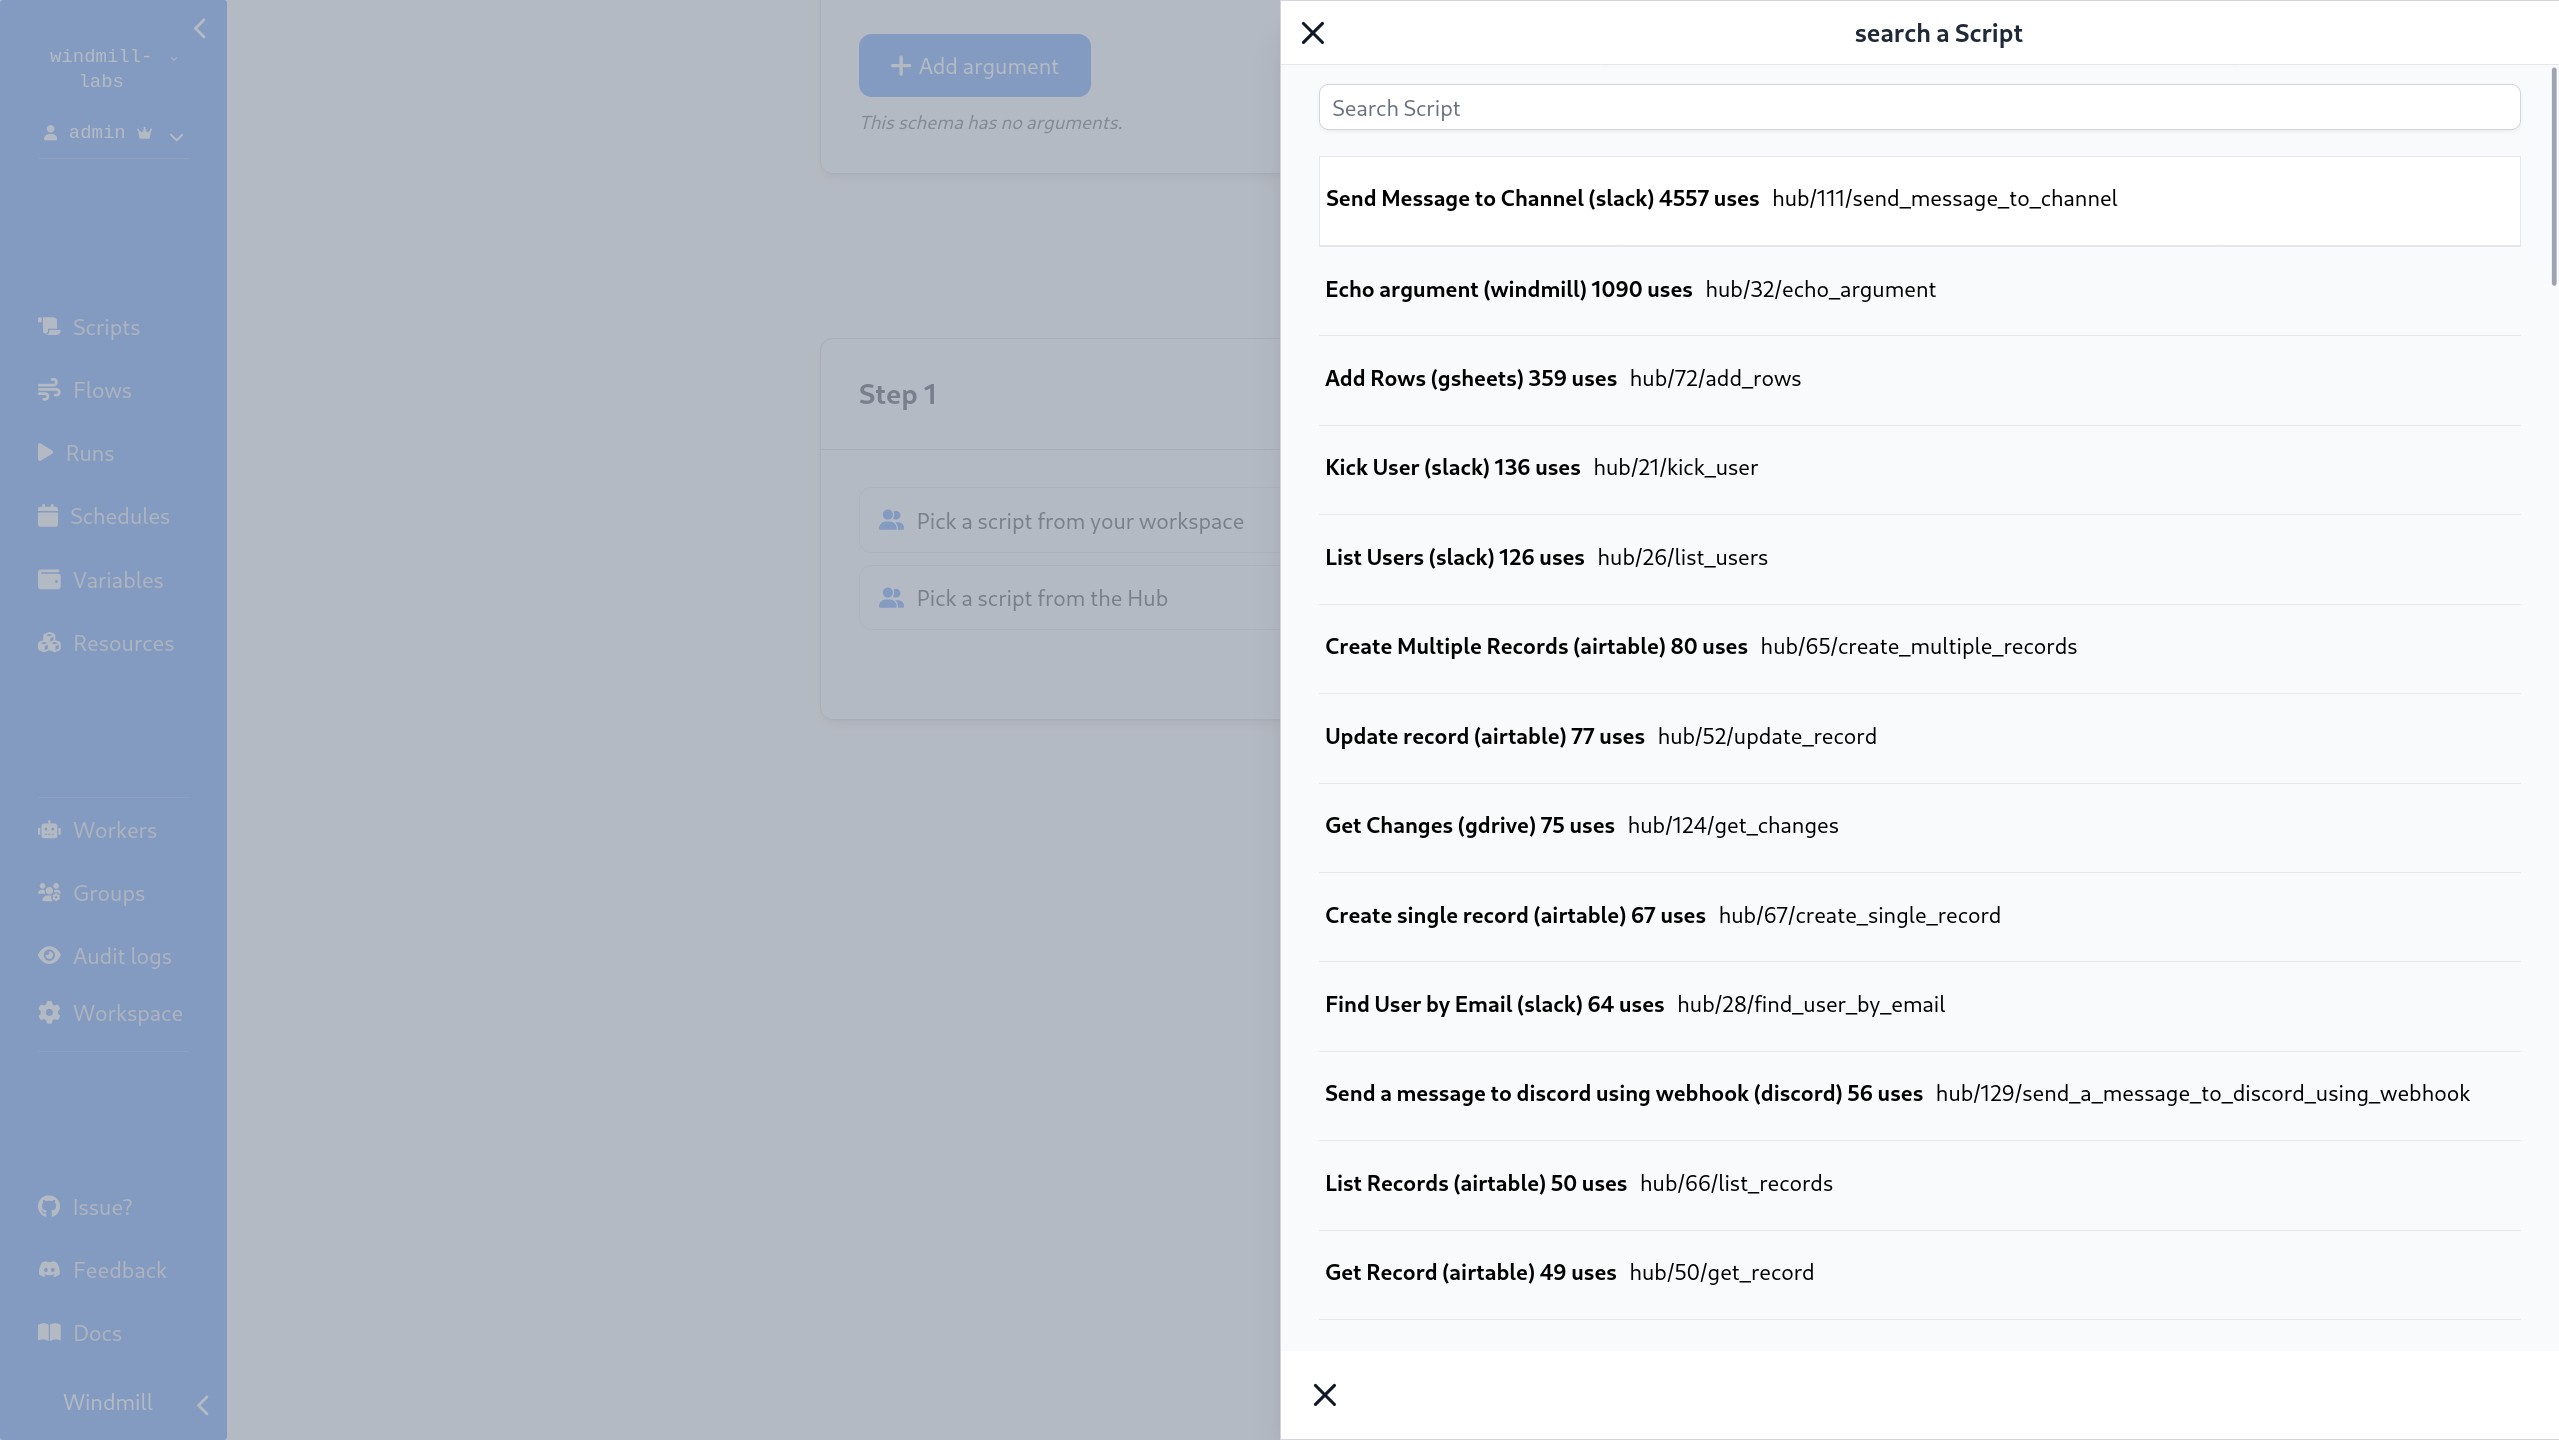 windmill-
labs
admin
Scripts
Flows
Runs
Schedules
Variables
Resources
Workers
Groups
Audit logs
Workspace
Issue?
Feedback
Docs
Windmill
Add argument
This schema has no arguments.
Step 1
Pick a script from your workspace
Pick a script from the Hub
search a Script
Search Script
Send Message to Channel (slack) 4557 uses hub/111/send_message_to_channel
Echo argument (windmill) 1090 uses hub/32/echo_argument
Add Rows (gsheets) 359 uses hub/72/add_rows
Kick User (slack) 136 uses hub/21/kick_user
List Users (slack) 126 uses hub/26/list_users
Create Multiple Records (airtable) 80 uses hub/65/create_multiple_records
Update record (airtable) 77 uses hub/52/update_record
Get Changes (gdrive) 75 uses hub/124/get_changes
Create single record (airtable) 67 uses hub/67/create_single_record
Find User by Email (slack) 64 uses hub/28/find_user_by_email
Send a message to discord using webhook (discord) 56 uses hub/129/send_a_message_to_discord_using_webhook
List Records (airtable) 50 uses hub/66/list_records
Get Record (airtable) 49 uses hub/50/get_record